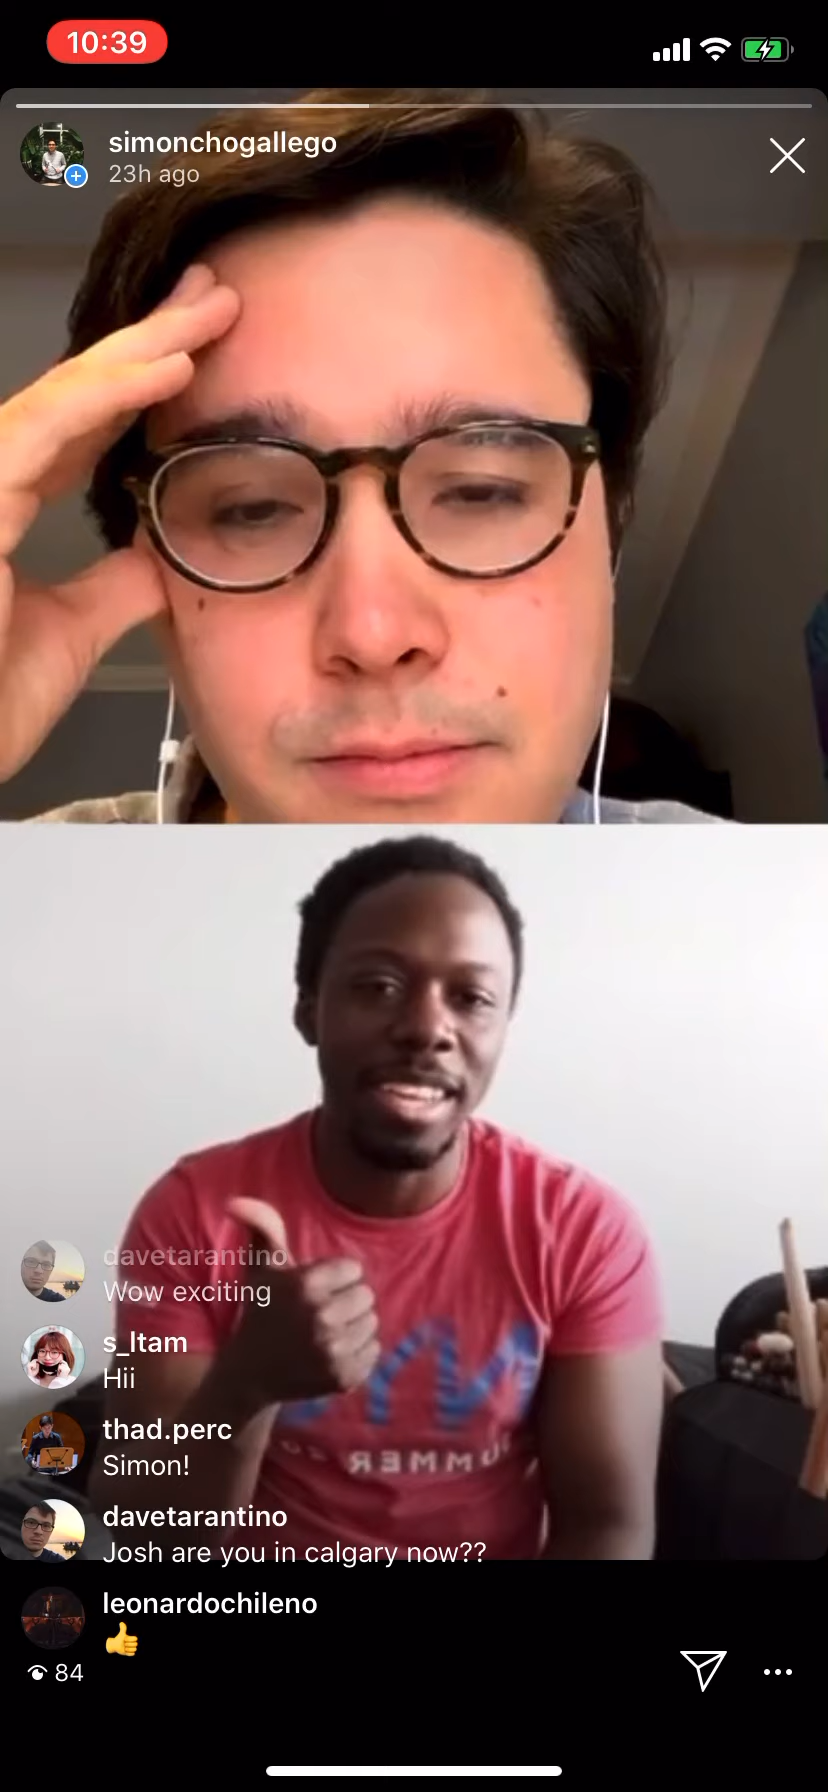 10:39
simonchogallego
23h ago
davetarantino
Wow exciting
s_ltam
Hii
thad.perc
Simon!
SUMMER
davetarantino
Josh are you in calgary now??
leonardochileno
👍
84